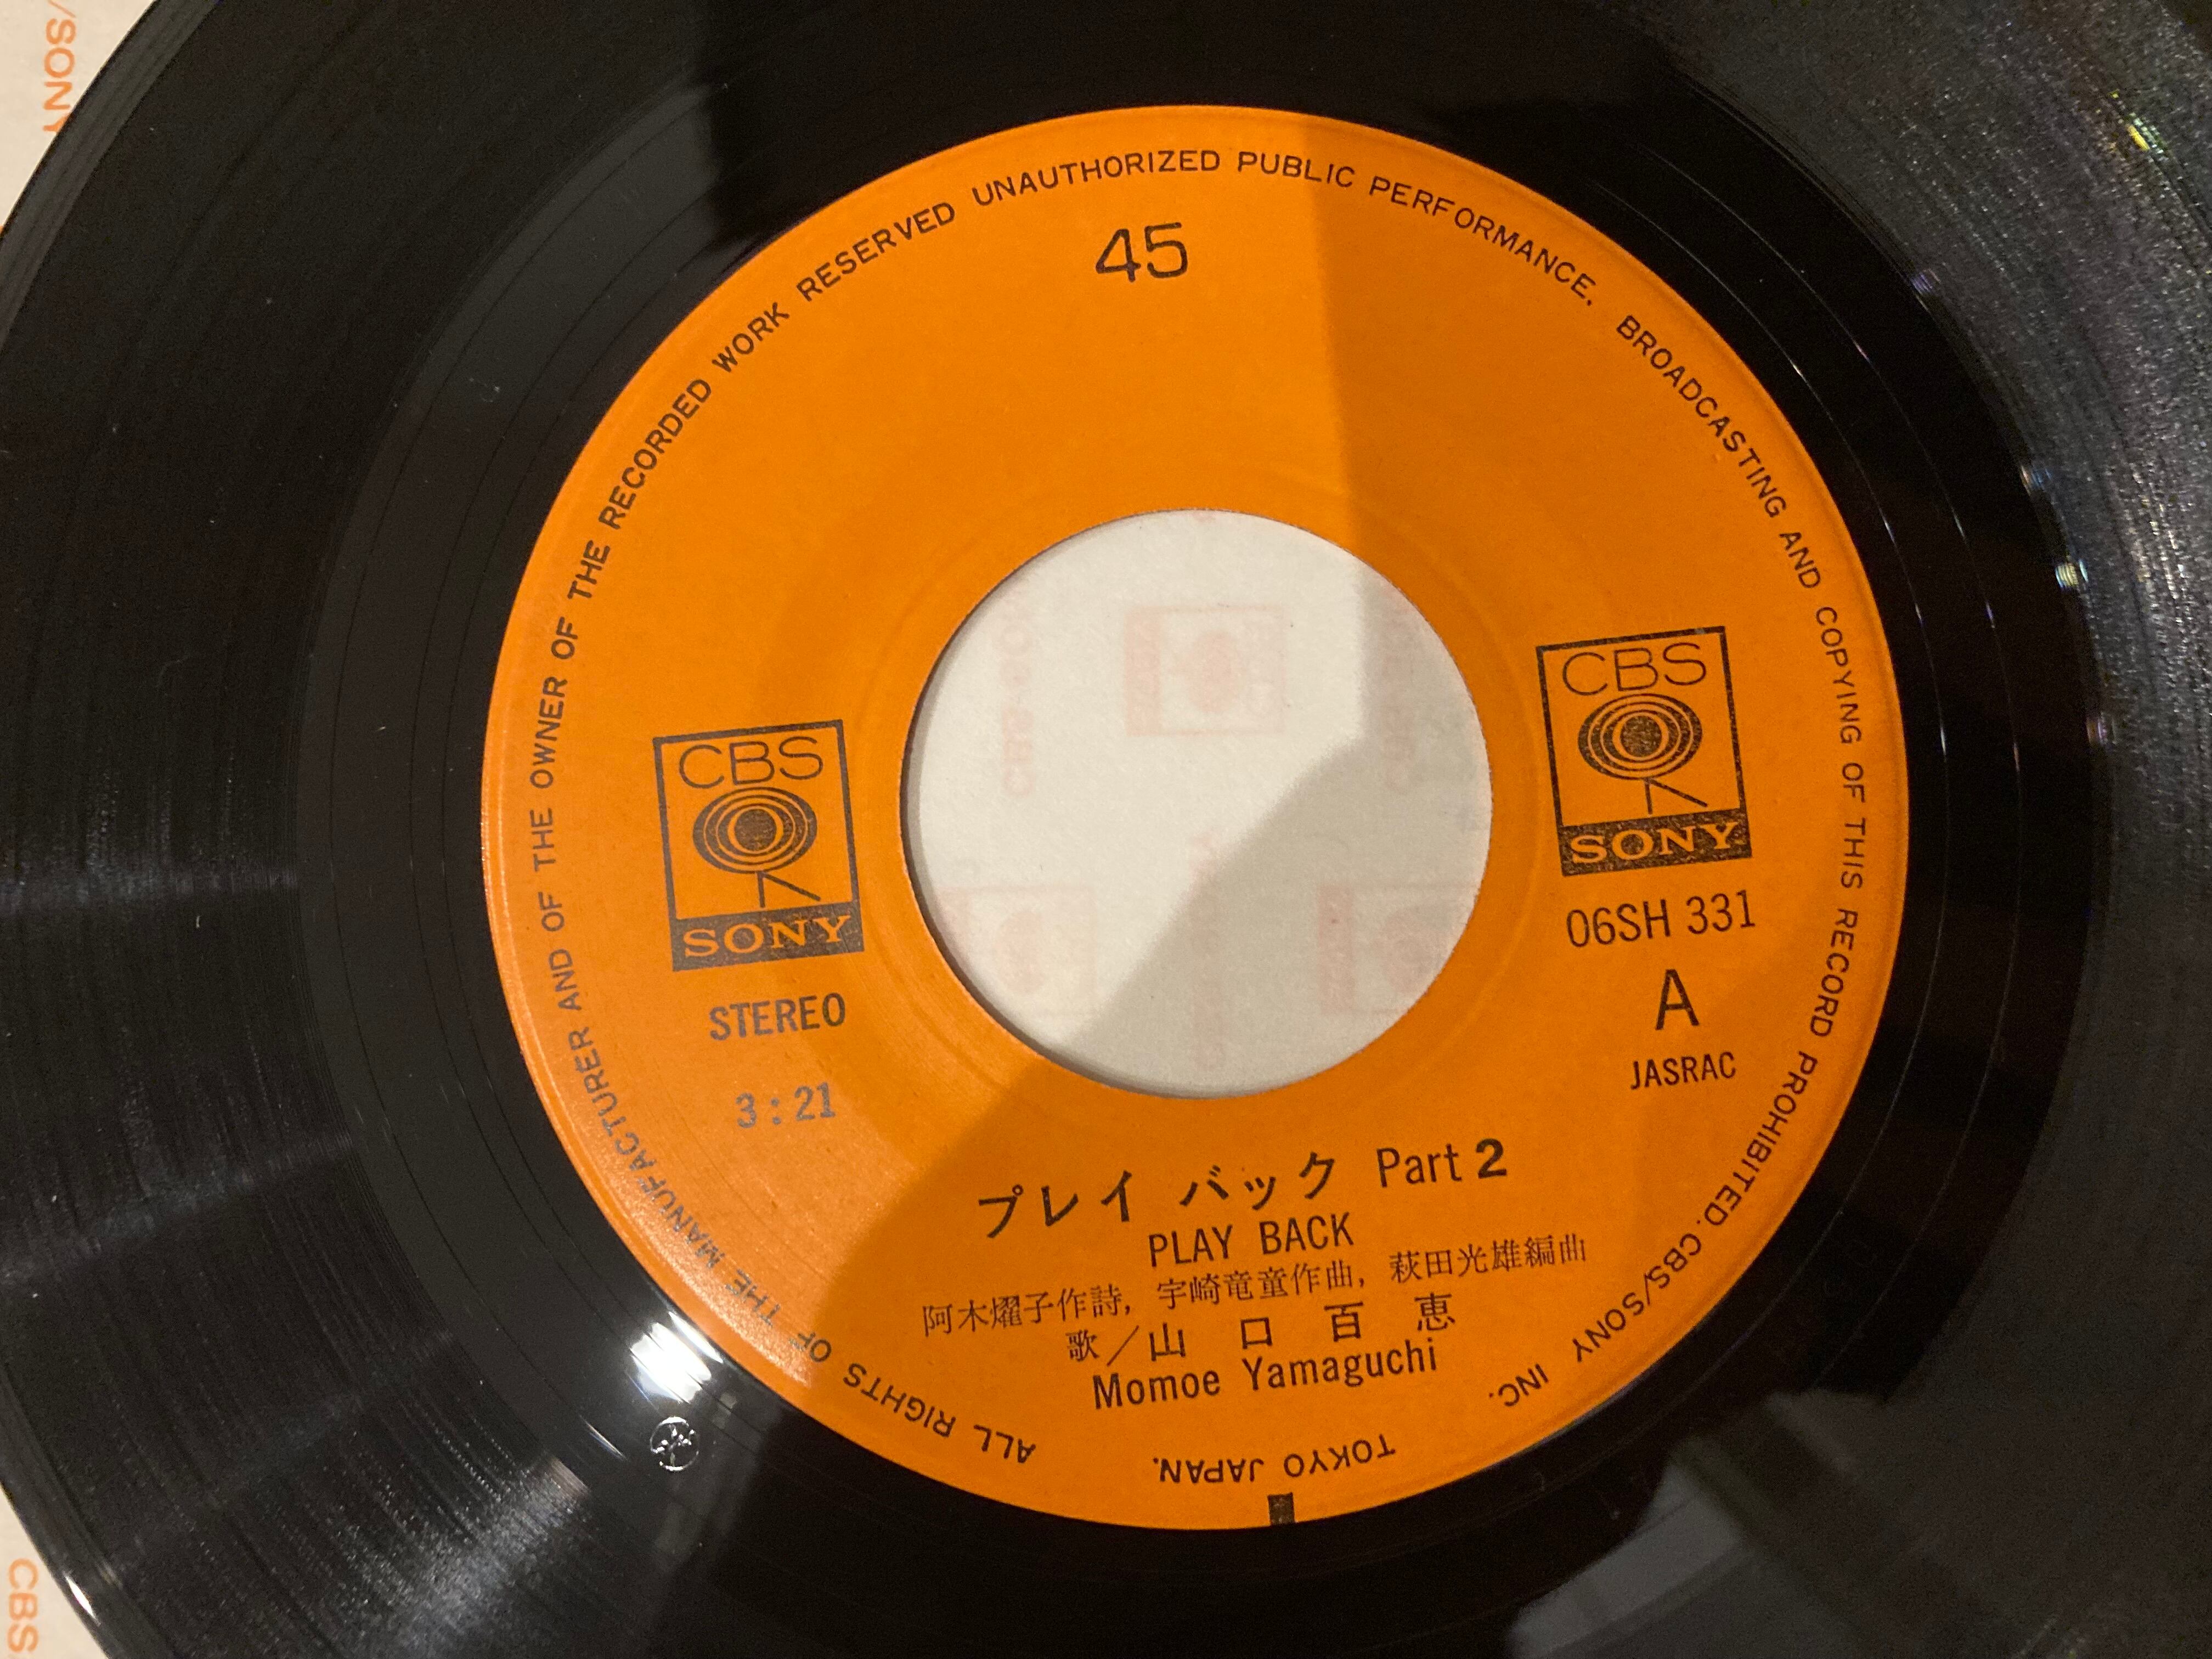 45
CBS
SONY
STEREO
3:21
CBS
SONY
06SH 331
A
JASRAC
プレイ バック Part 2
PLAY BACK
阿木燿子作詩, 宇崎竜童作曲, 萩田光雄編曲
歌／山口百恵
Momoe Yamaguchi
ALL RIGHTS OF THE MANUFACTURER AND OF THE OWNER OF THE RECORDED WORK RESERVED UNAUTHORIZED PUBLIC PERFORMANCE. BROADCASTING AND COPYING OF THIS RECORD PROHIBITED. CBS/SONY INC.
TOKYO JAPAN.
/SONY
CBS